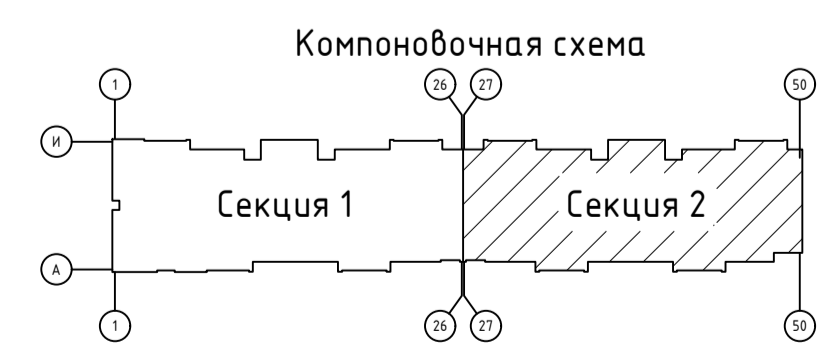 Компоновочная схема
1 26 27 50
И
Секция 1 Секция 2
А
1 26 27 50